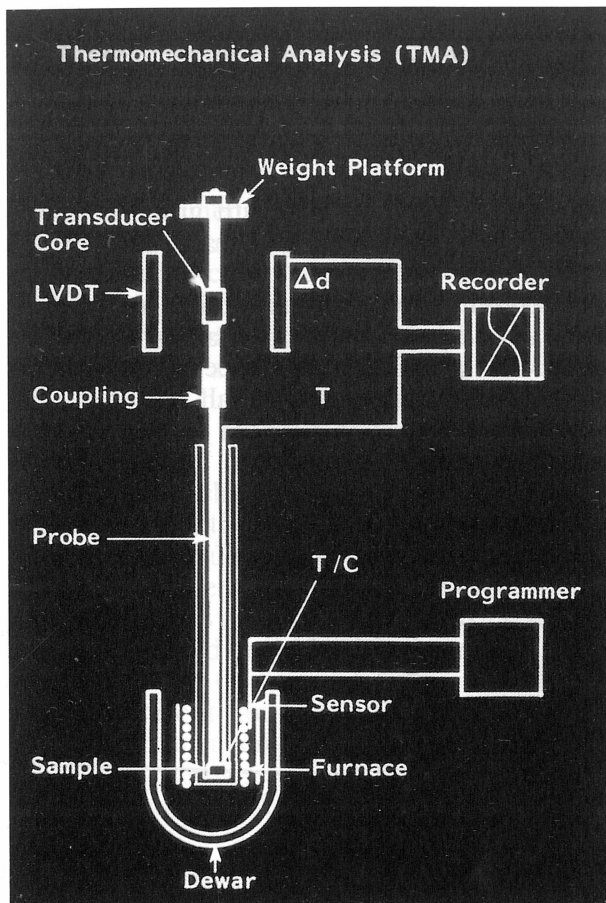 Thermomechanical Analysis (TMA)
Weight Platform
Transducer
Core
LVDT
Δd
Recorder
Coupling
T
Probe
T/C
Programmer
Sensor
Sample
Furnace
Dewar